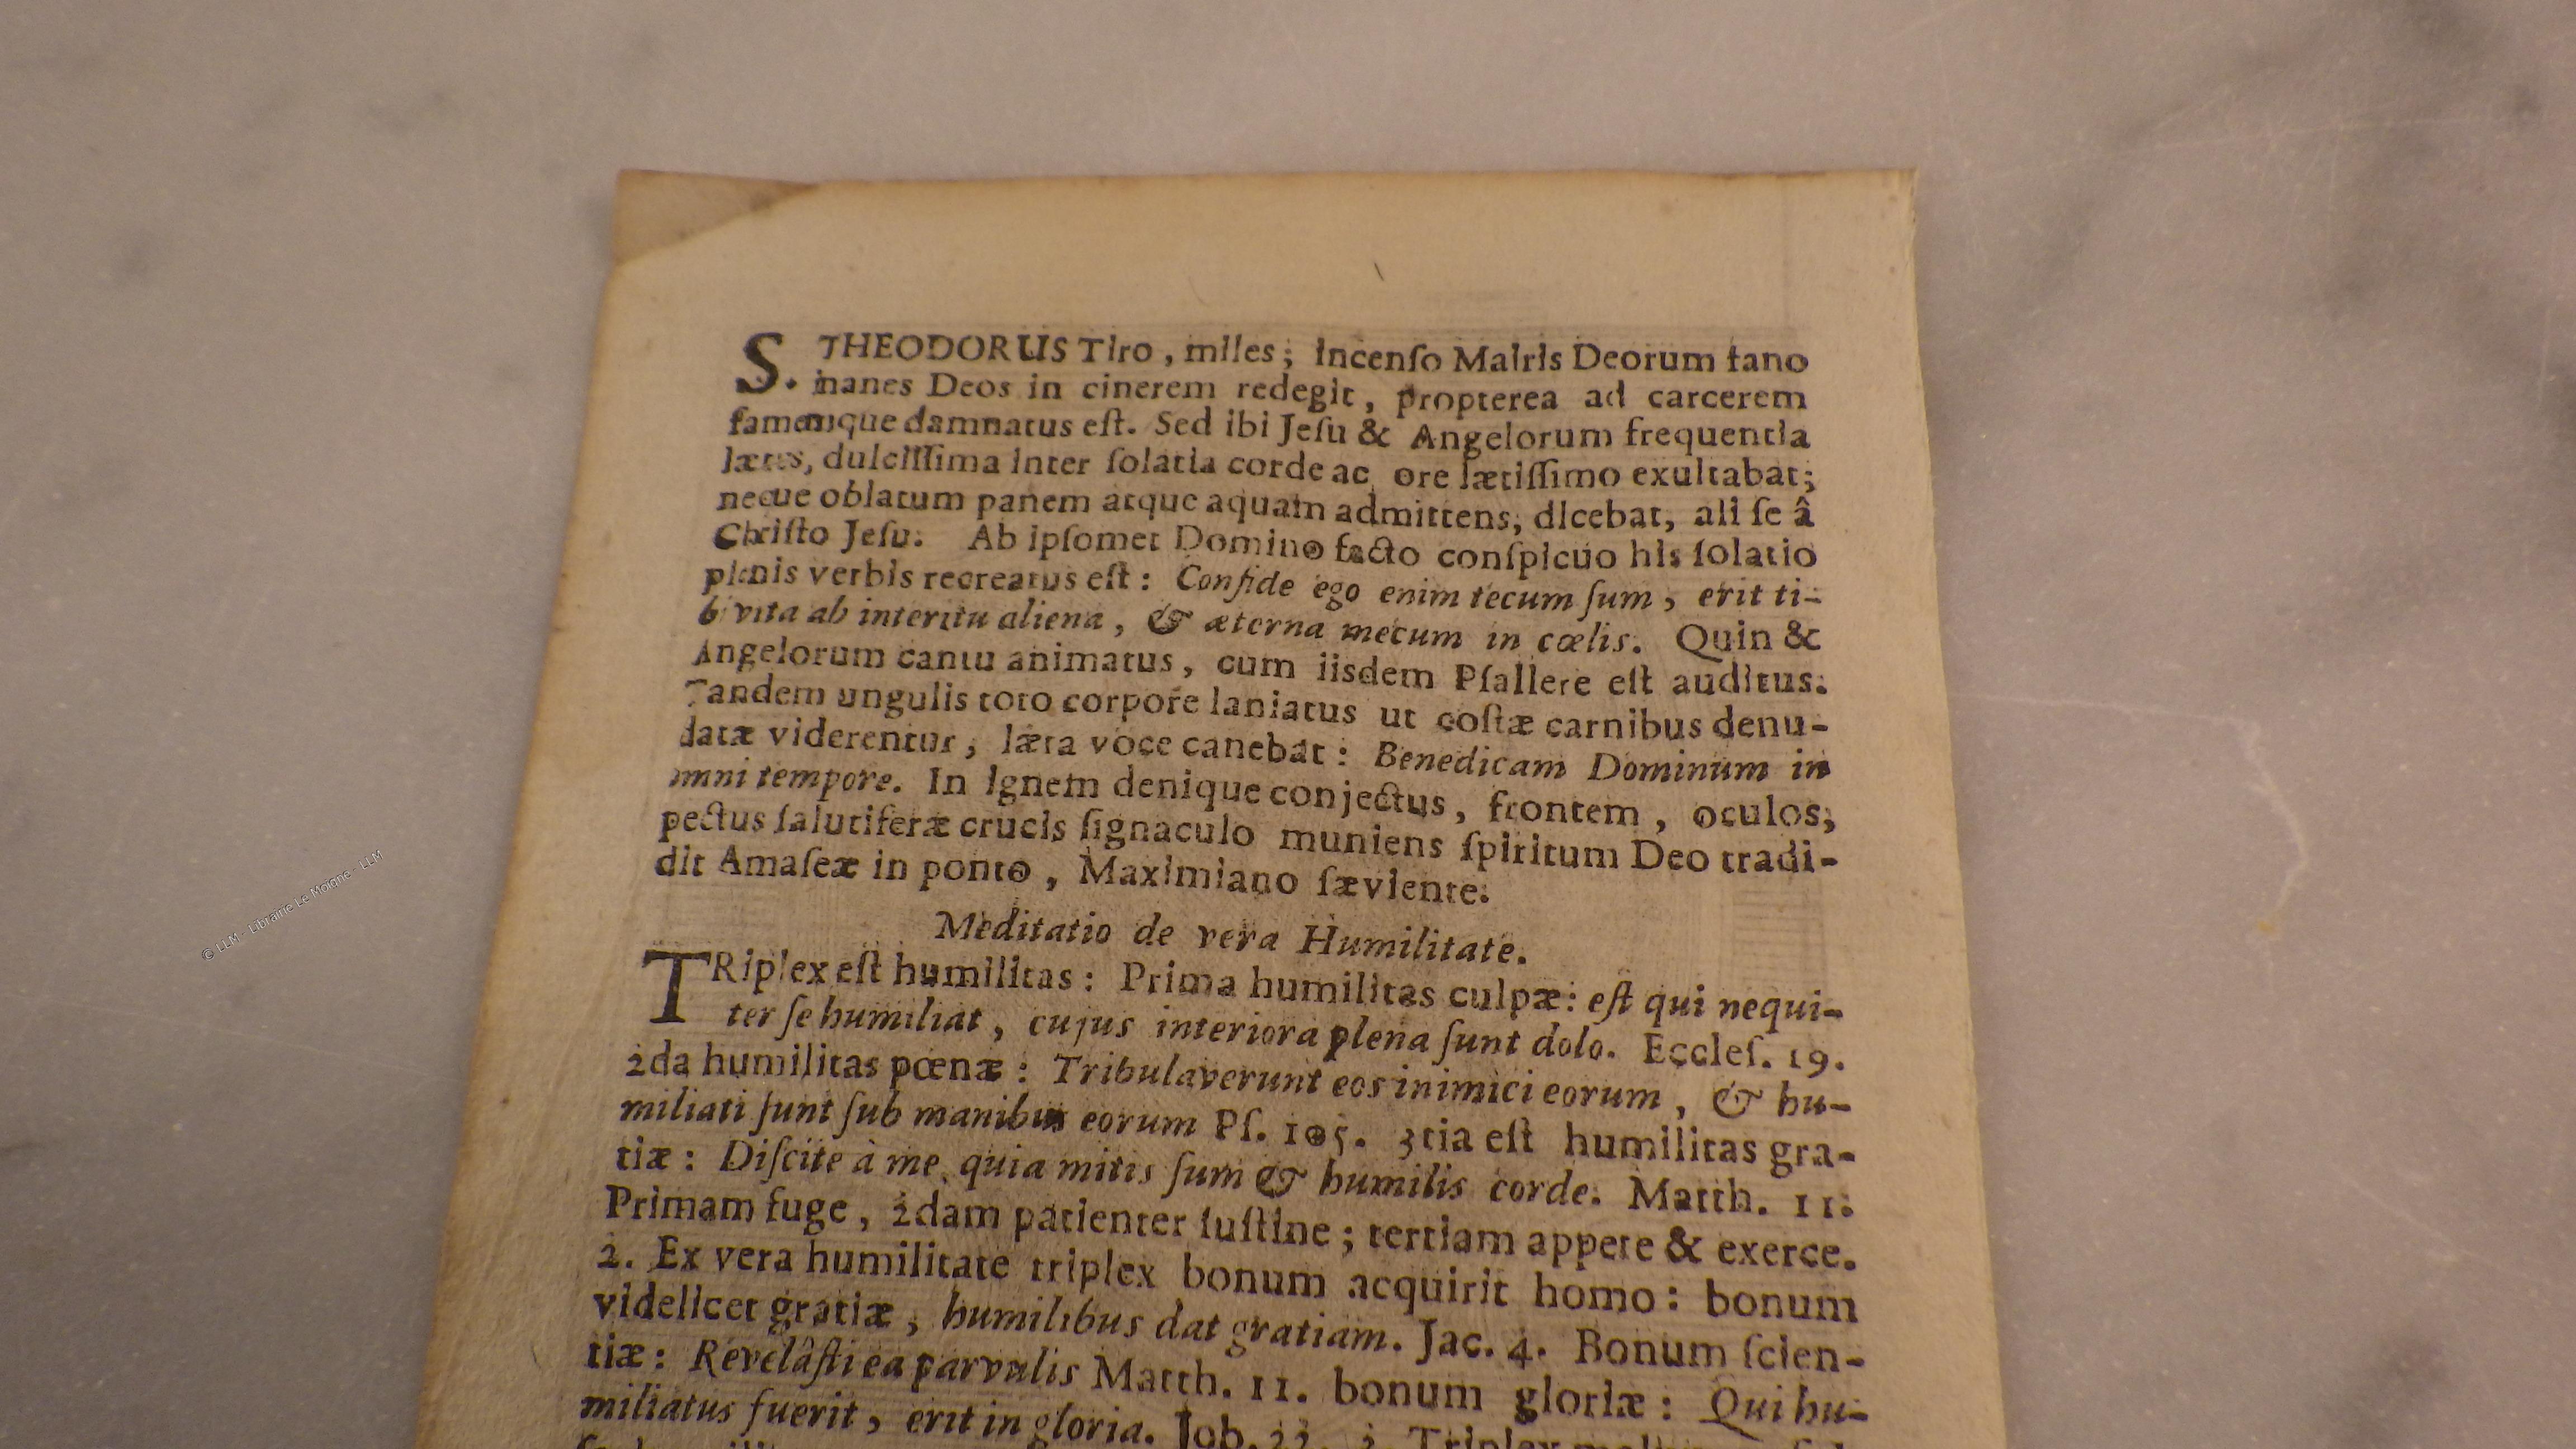 S. THEODORUS Tiro, miles; incenſo Matris Deorum fano
inanes Deos in cinerem redegit, propterea ad carcerem
famemque damnatus eſt. Sed ibi Jeſu & Angelorum frequentia
lætus, dulciſſima inter ſolatia corde ac ore lætiſſimo exultabat;
neque oblatum panem atque aquam admittens, dicebat, ali ſe â
Chriſto Jeſu. Ab ipſomet Domino facto conſpicuo his ſolatio
plenis verbis recreatus eſt: Confide ego enim tecum ſum, erit ti-
bi vita ab interitu aliena, & æterna mecum in cœlis. Quin &
Angelorum cantu animatus, cum iisdem Pſallere eſt auditus.
Tandem ungulis toto corpore laniatus ut coſtæ carnibus denu-
datæ viderentur, læta voce canebat: Benedicam Dominum in
omni tempore. In ignem denique conjectus, frontem, oculos,
pectus ſalutiferæ crucis ſignaculo muniens ſpiritum Deo tradi-
dit Amaſeæ in ponto, Maximiano ſæviente.
Meditatio de vera Humilitate.
TRiplex eſt humilitas: Prima humilitas culpæ: eſt qui nequi-
ter ſe humiliat, cujus interiora plena ſunt dolo. Eccleſ. 19.
2da humilitas pœnæ: Tribulaverunt eos inimici eorum, & hu-
miliati ſunt ſub manibus eorum Pſ. 105. 3tia eſt humilitas gra-
tiæ: Diſcite à me, quia mitis ſum & humilis corde. Matth. 11.
Primam fuge, 2dam patienter ſuſtine; tertiam appete & exerce.
2. Ex vera humilitate triplex bonum acquirit homo: bonum
videlicet gratiæ, humilibus dat gratiam. Jac. 4. Bonum ſcien-
tiæ: Revelâſti ea parvulis Matth. 11. bonum gloriæ: Qui hu-
miliatus fuerit, erit in gloria. Job. 22. 3. Triplex
© LLM - Librairie Le Moigne - LLM